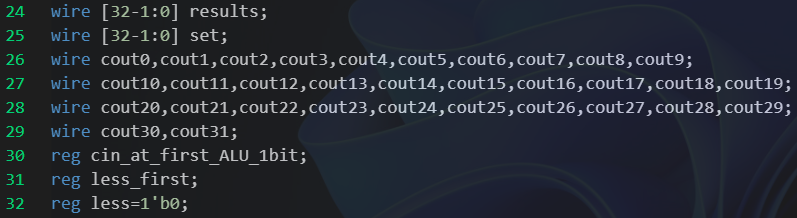 24 wire [32-1:0] results;
25 wire [32-1:0] set;
26 wire cout0,cout1,cout2,cout3,cout4,cout5,cout6,cout7,cout8,cout9;
27 wire cout10,cout11,cout12,cout13,cout14,cout15,cout16,cout17,cout18,cout19;
28 wire cout20,cout21,cout22,cout23,cout24,cout25,cout26,cout27,cout28,cout29;
29 wire cout30,cout31;
30 reg cin_at_first_ALU_1bit;
31 reg less_first;
32 reg less=1'b0;